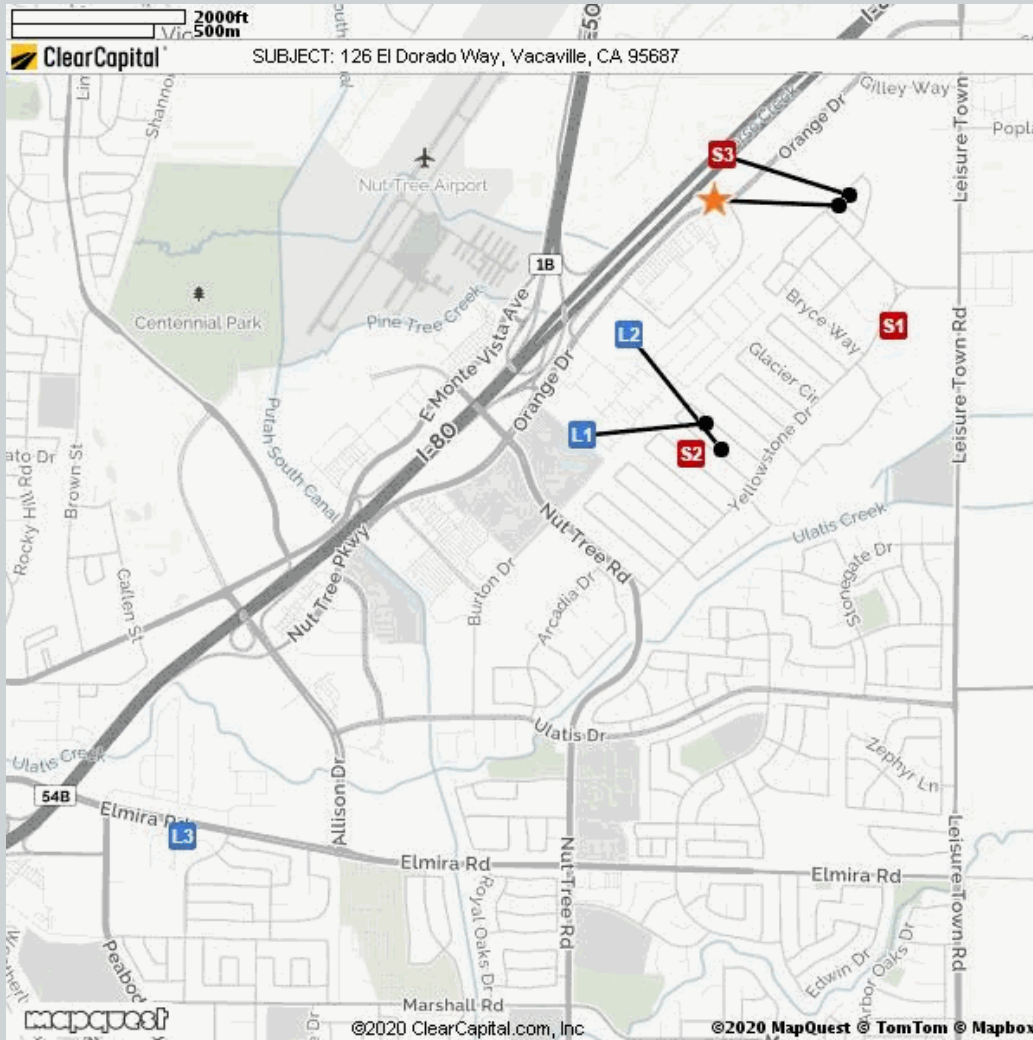 2000ft
500m
ClearCapital
SUBJECT: 126 El Dorado Way, Vacaville, CA 95687
Gilley Way
Orange Dr
Leisure Town
S3
Nut Tree Airport
1B
Centennial Park
Pine Tree Creek
E Monte Vista Ave
L2
Bryce Way
S1
Leisure Town Rd
Glacier Cir
Orange Dr
I-80
L1
S2
Yellowstone Dr
Putah South Canal
Brown St
Rocky Hill Rd
Ulatis Creek
Nut Tree Rd
Gallen St
Nut Tree Pkwy
Burton Dr
Arcadia Dr
Stonegate Dr
Ulatis Dr
Ulatis Creek
Zephyr Ln
54B
Elmira Rd
L3
Allison Dr
Elmira Rd
Nut Tree Rd
Elmira Rd
Leisure Town Rd
Royal Oaks Dr
Edwin Dr
Arbor Oaks Dr
Marshall Rd
mapquest
©2020 ClearCapital.com, Inc
©2020 MapQuest © TomTom © Mapbox